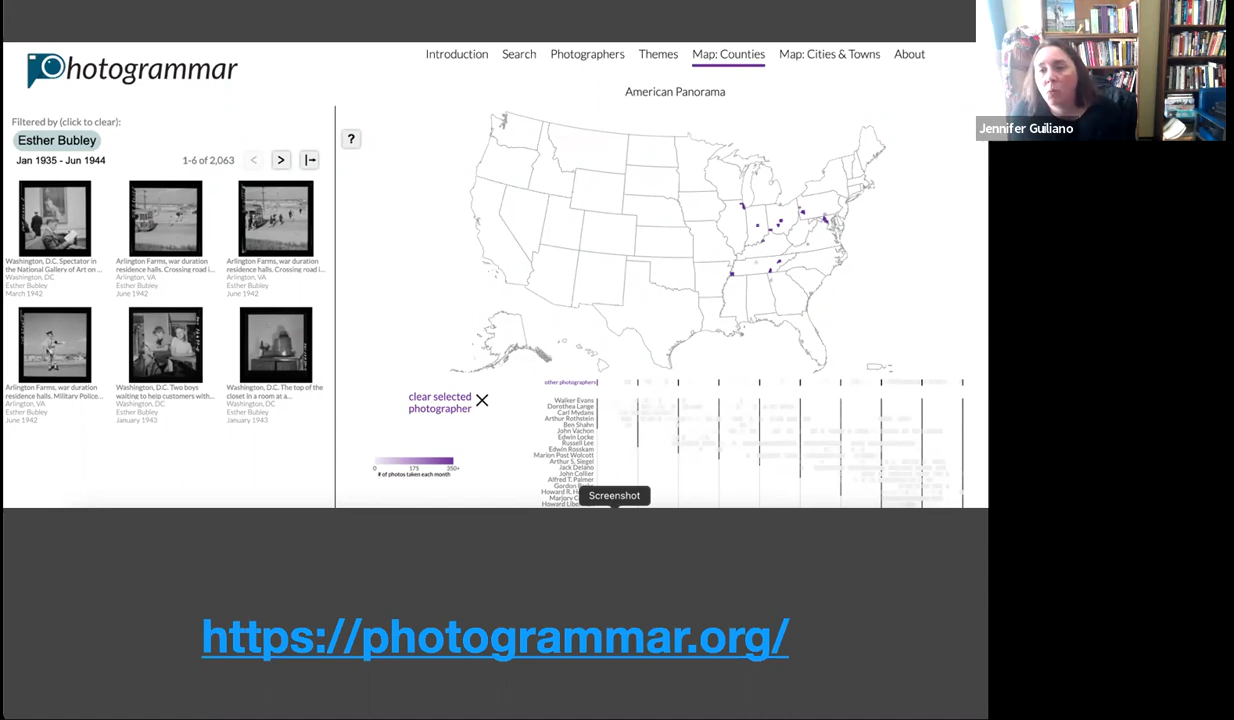 Photogrammar
Introduction Search Photographers Themes Map: Counties Map: Cities & Towns About
American Panorama
Jennifer Guiliano
Filtered by (click to clear):
Esther Bubley
Jan 1935 - Jun 1944 1-6 of 2,063 < >
?
Washington, D.C. Spectator in
the National Gallery of Art on ...
Washington, DC
Esther Bubley
March 1942
Arlington Farms, war duration
residence halls. Crossing road i...
Arlington, VA
Esther Bubley
June 1942
Arlington Farms, war duration
residence halls. Crossing road i...
Arlington, VA
Esther Bubley
June 1942
Arlington Farms, war duration
residence halls. Military Police...
Arlington, VA
Esther Bubley
June 1942
Washington, D.C. Two boys
waiting to help customers with...
Washington, DC
Esther Bubley
January 1943
Washington, D.C. The top of the
closet in a room at a...
Washington, DC
Esther Bubley
January 1943
other photographers
clear selected
photographer
Walker Evans
Dorothea Lange
Carl Mydans
Arthur Rothstein
Ben Shahn
John Vachon
Edwin Locke
Russell Lee
Edwin Rosskam
Marion Post Wolcott
Arthur S. Siegel
Jack Delano
John Collier
Alfred T. Palmer
Gordon
Howard R.
Marjory
Howard
0 175 350+
# of photos taken each month
Screenshot
https://photogrammar.org/